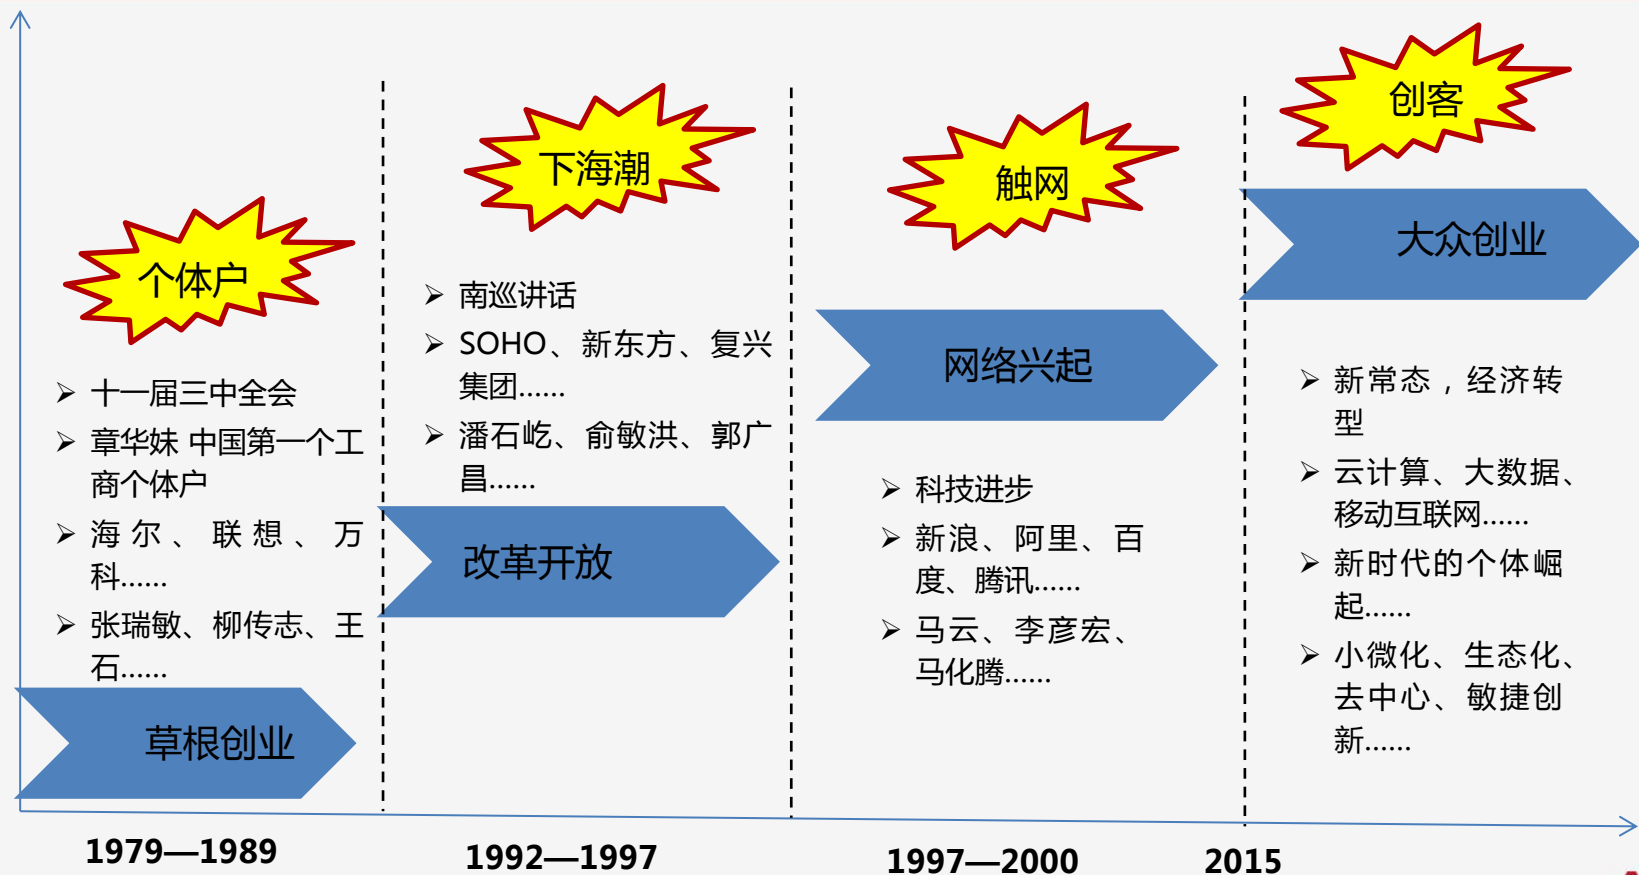 个体户
十一届三中全会
章华妹 中国第一个工
商个体户
海尔、联想、万
科......
张瑞敏、柳传志、王
石......
草根创业
1979—1989
下海潮
南巡讲话
SOHO、新东方、复兴
集团......
潘石屹、俞敏洪、郭广
昌......
改革开放
1992—1997
触网
网络兴起
科技进步
新浪、阿里、百
度、腾讯......
马云、李彦宏、
马化腾......
1997—2000
创客
大众创业
新常态，经济转
型
云计算、大数据、
移动互联网......
新时代的个体崛
起......
小微化、生态化、
去中心、敏捷创
新......
2015